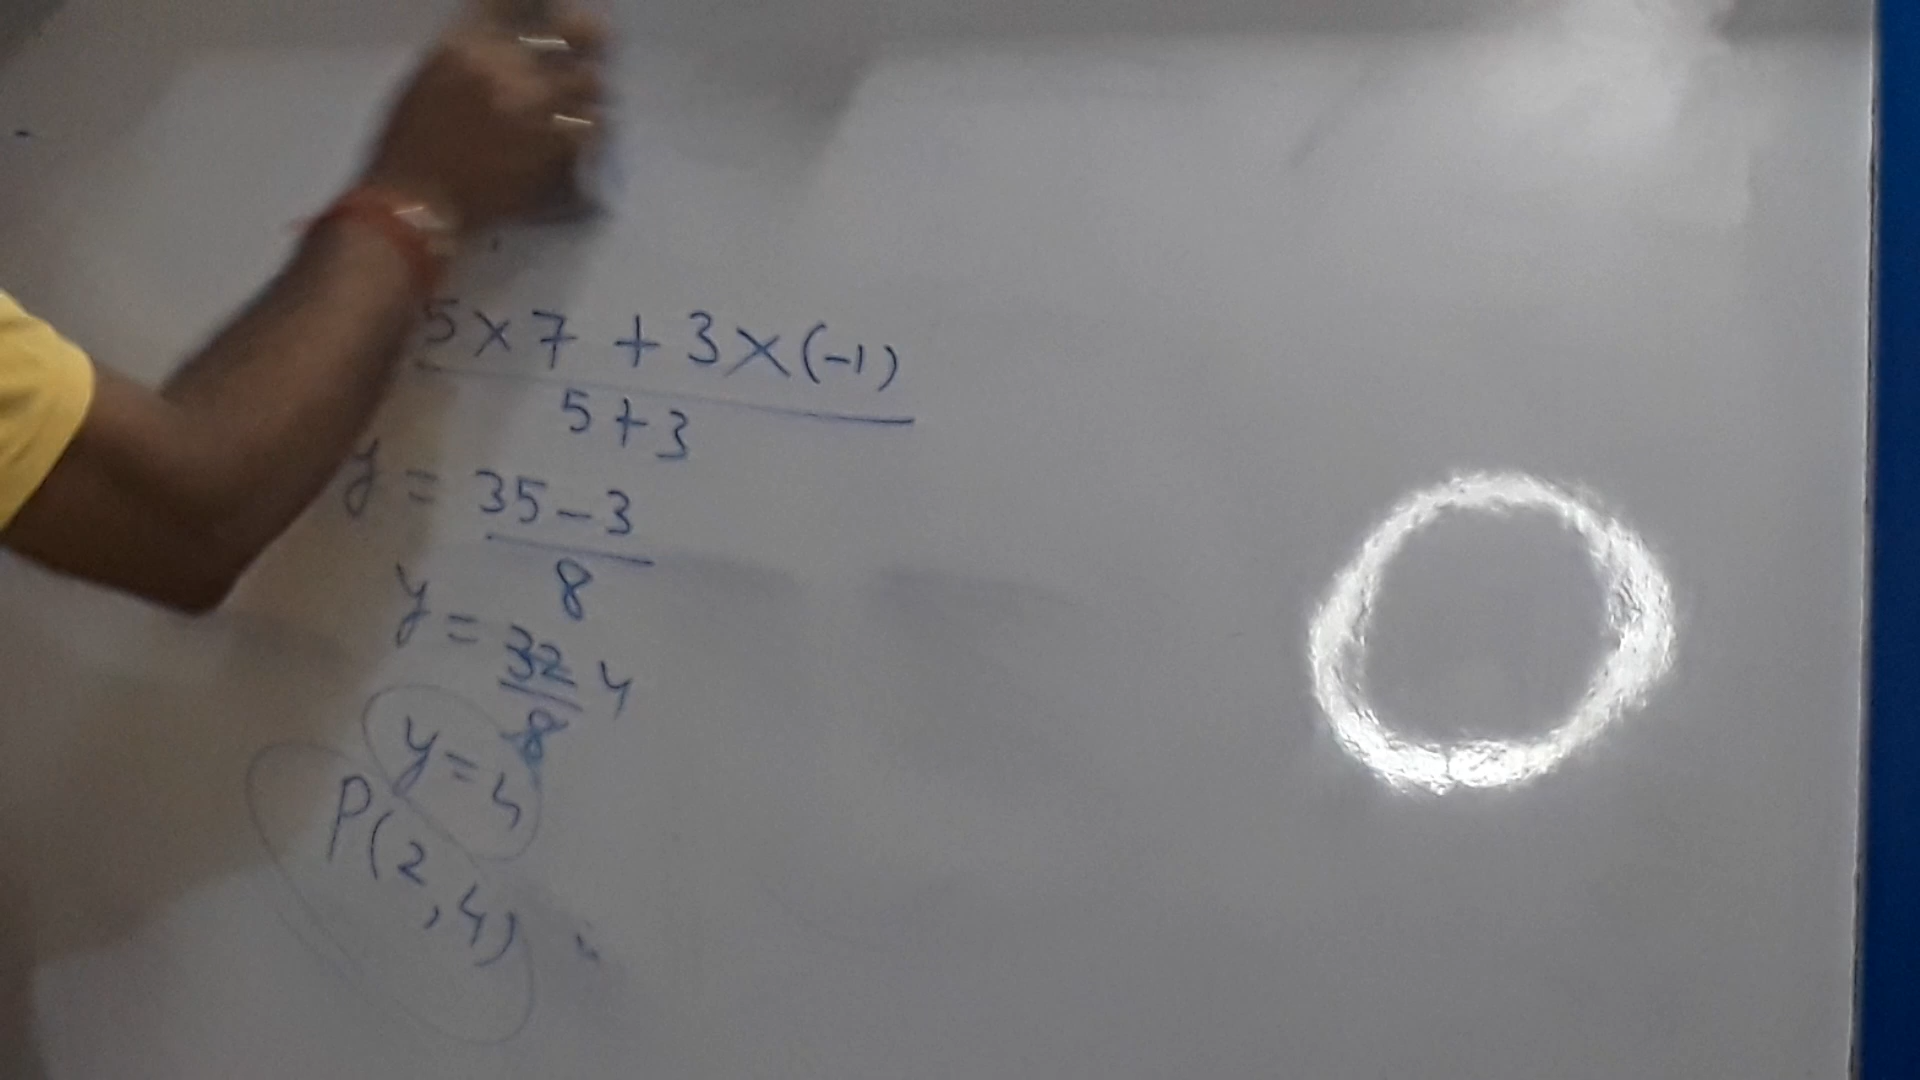 5×7 + 3×(-1)
5+3
y = 35-3
8
y = 32 4
8
y = 4
P(2,4)